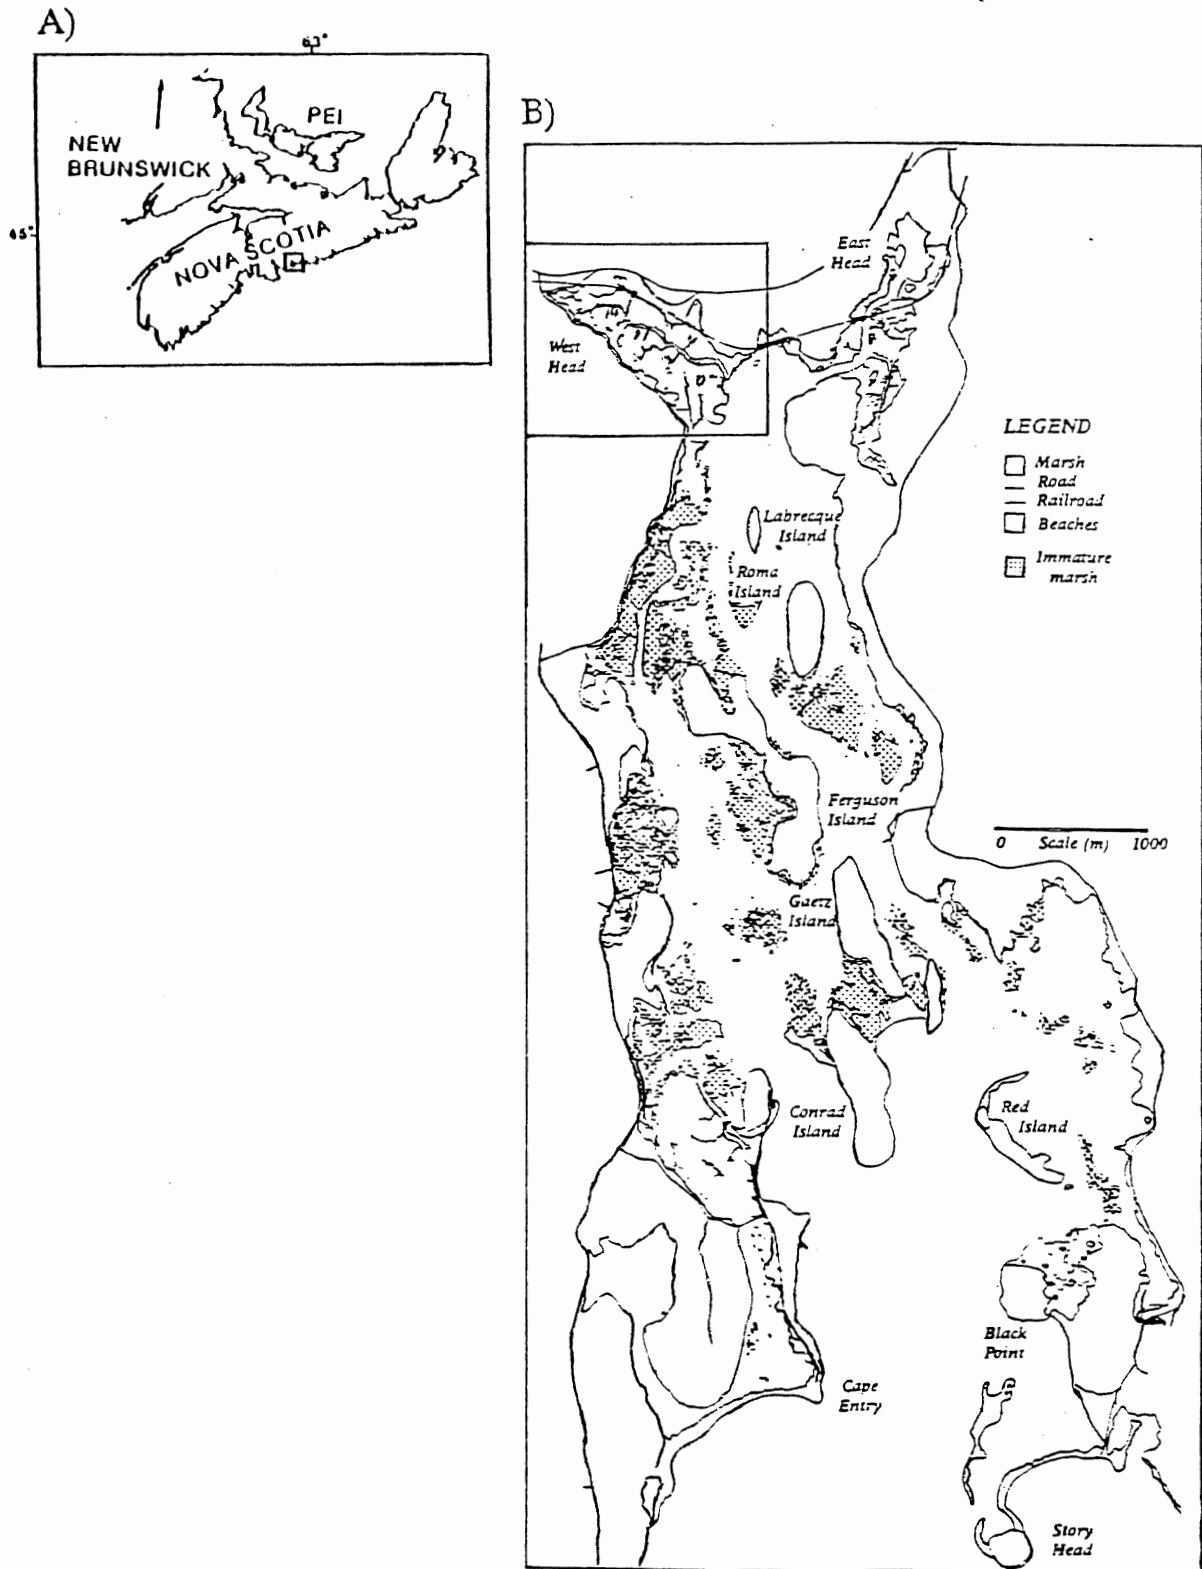 A)
63°
PEI
NEW
BRUNSWICK
45°
NOVA SCOTIA
B)
East
Head
West
Head
LEGEND
Marsh
Road
Railroad
Beaches
Immature
marsh
Labrecque
Island
Roma
Island
Ferguson
Island
0 Scale (m) 1000
Gaetz
Island
Conrad
Island
Red
Island
Black
Point
Cape
Entry
Story
Head